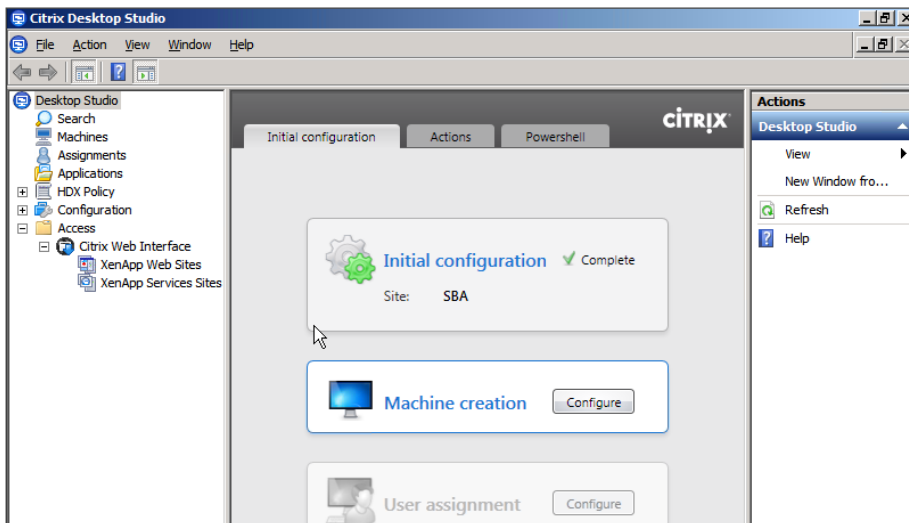 Citrix Desktop Studio
File Action View Window Help
Desktop Studio
Search
Machines
Assignments
Applications
HDX Policy
Configuration
Access
Citrix Web Interface
XenApp Web Sites
XenApp Services Sites
Initial configuration Actions Powershell
CITRIX
Initial configuration Complete
Site: SBA
Machine creation Configure
User assignment Configure
Actions
Desktop Studio
View
New Window fro...
Refresh
Help